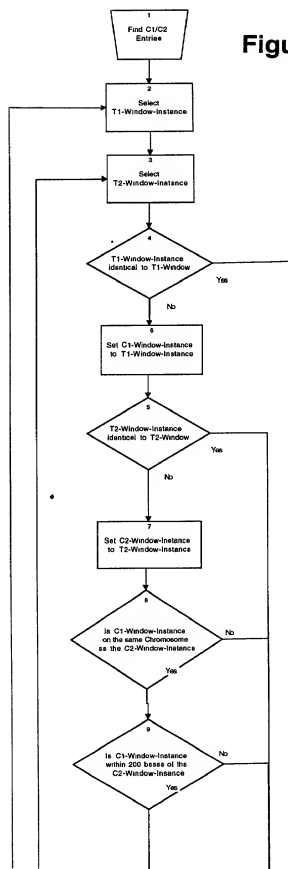 Figu
1
Find C1/C2
Entries
2
Select
T1-Window-Instance
3
Select
T2-Window-Instance
4
T1-Window-Instance
identical to T1-Window
Yes
No
6
Set C1-Window-Instance
to T1-Window-Instance
5
T2-Window-Instance
identical to T2-Window
Yes
No
7
Set C2-Window-Instance
to T2-Window-Instance
8
Is C1-Window-Instance
on the same Chromosome
as the C2-Window-Instance
No
Yes
9
Is C1-Window-Instance
within 200 bases of the
C2-Window-Insance
No
Yes